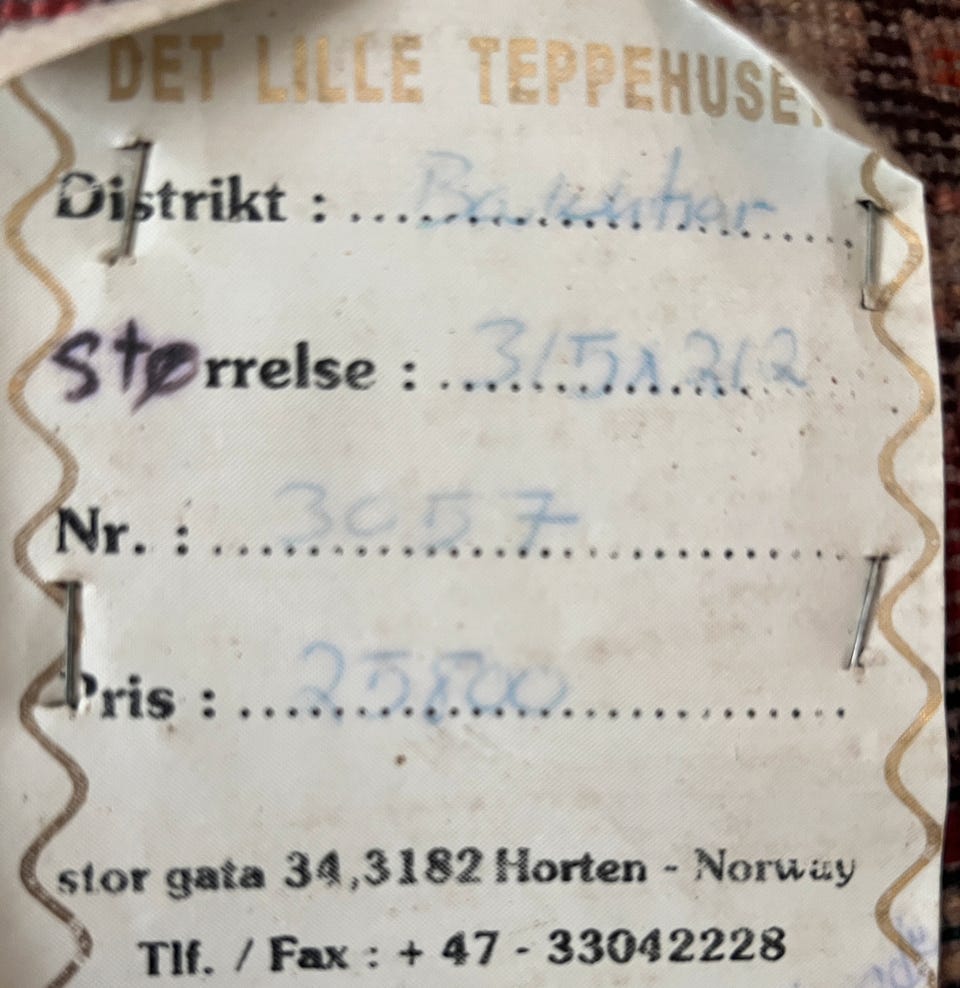 DET LILLE TEPPEHUSET
Distrikt :
størrelse : 315x212
Nr. : 3057
Pris : 25800
stor gata 34,3182 Horten - Norway
Tlf. / Fax : + 47 - 33042228